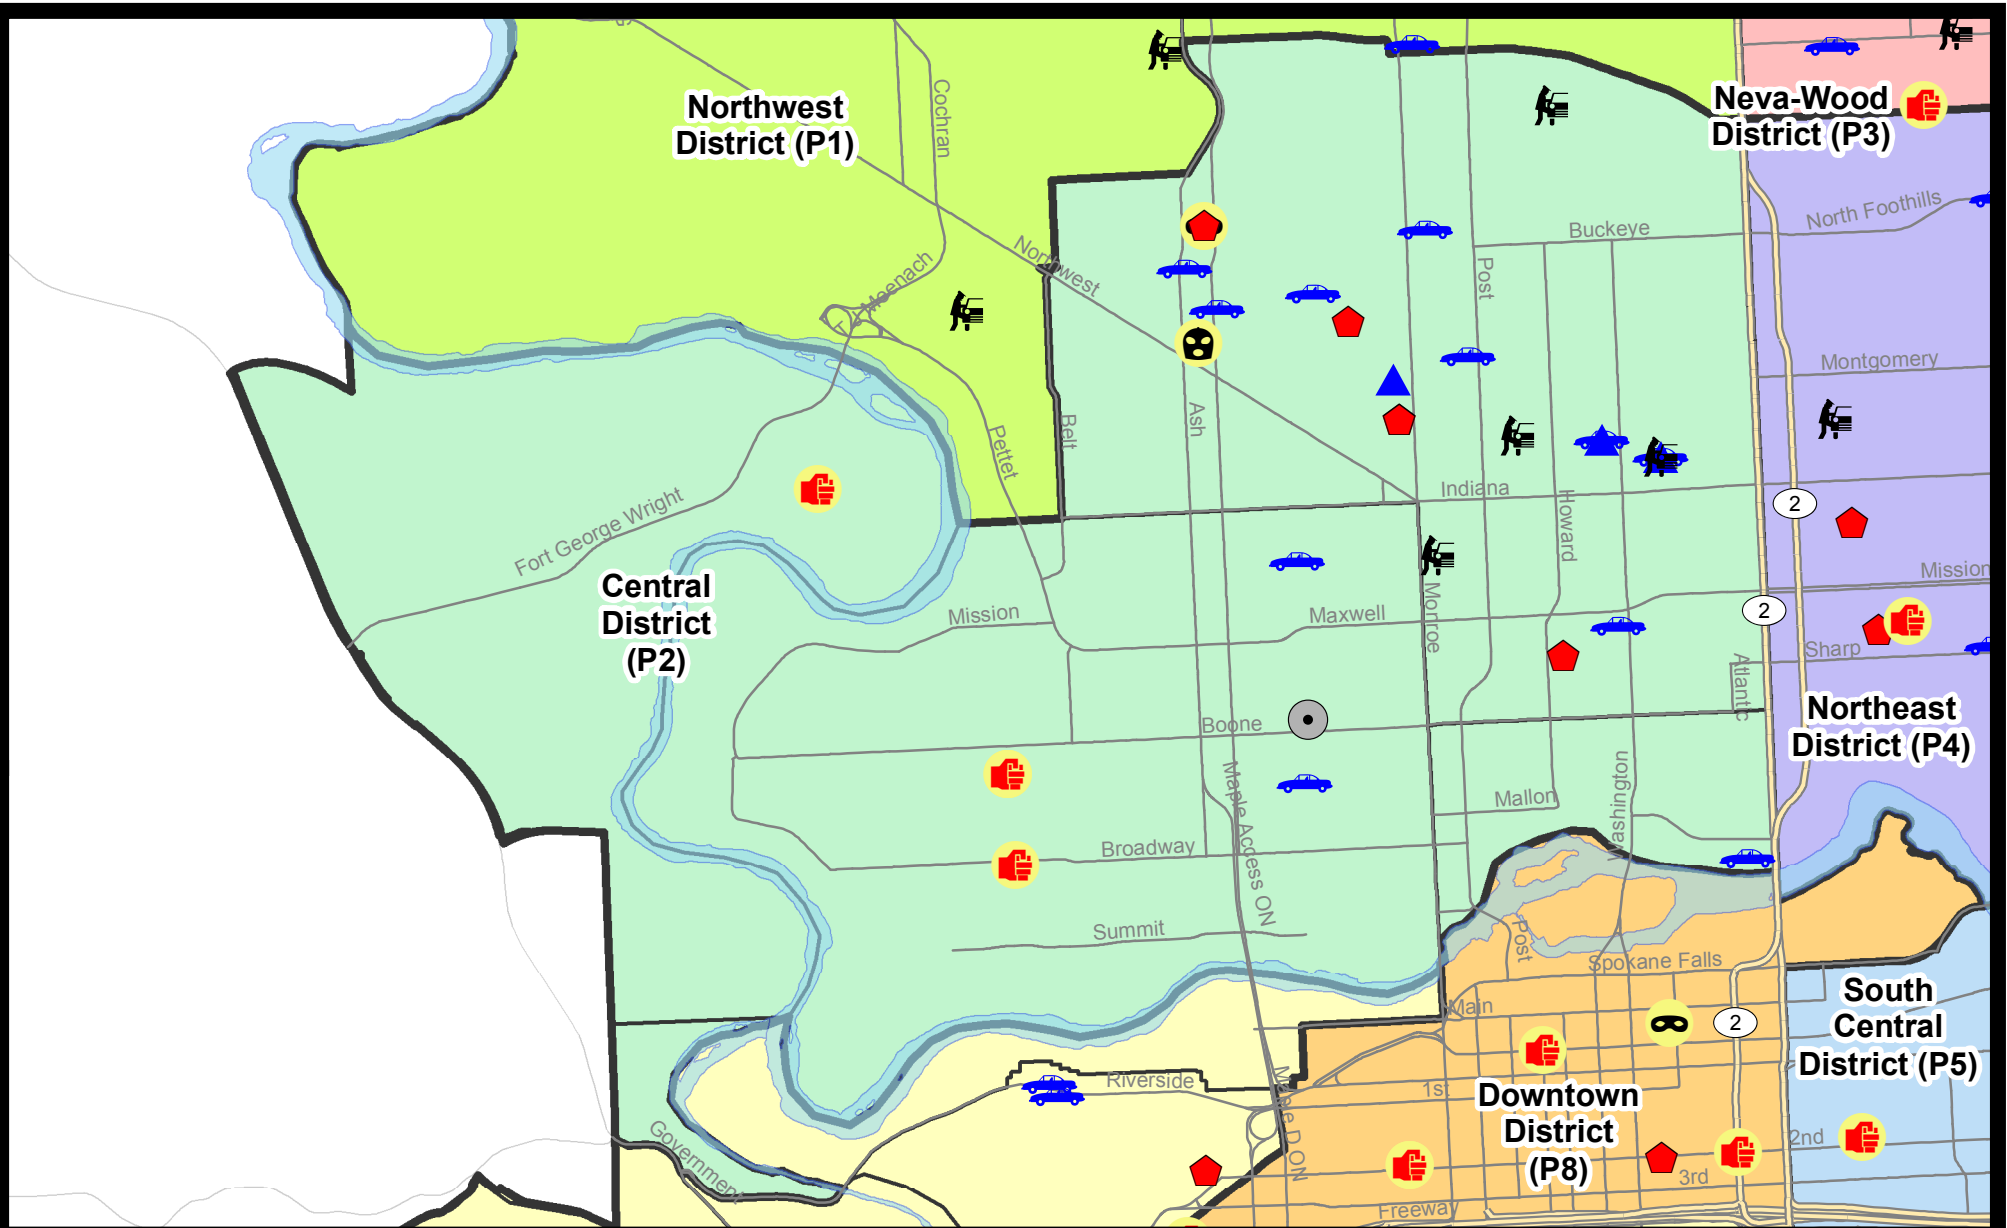 Northwest
District (P1)
Cochran
Neva-Wood
District (P3)
North Foothills
Buckeye
Northwest
Post
Montgomery
Ash
Belt
Pettet
Fort George Wright
Indiana
Howard
2
Mission
2
Central
District
(P2)
Mission
Maxwell
Monroe
Sharp
Atlantic
Northeast
District (P4)
Boone
Maple Access ON
Mallon
Washington
Broadway
Summit
Post
Spokane Falls
Main
2
South
Central
District (P5)
Riverside
1st
Downtown
District
(P8)
2nd
3rd
Government
Freeway